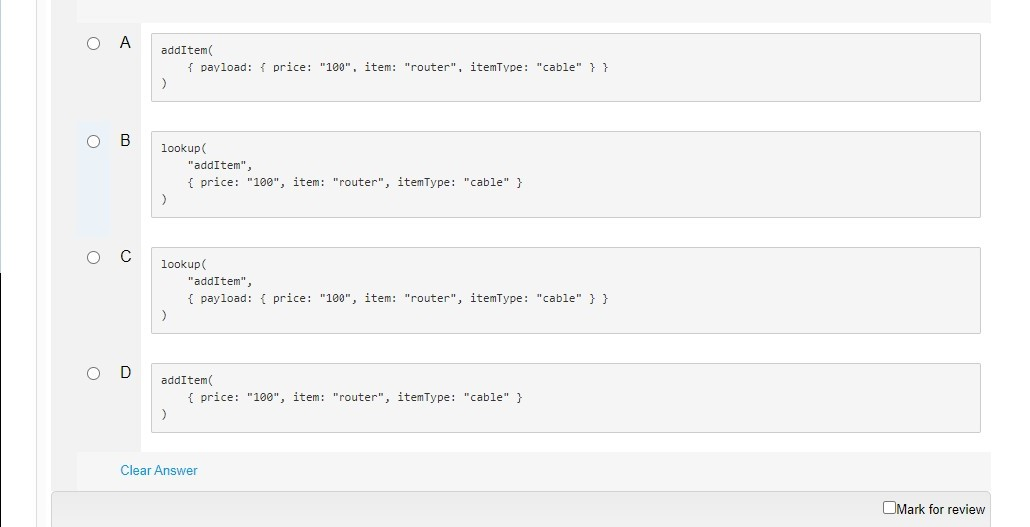 A
addItem(
{ payload: { price: "100", item: "router", itemType: "cable" } }
)
B
lookup(
"addItem",
{ price: "100", item: "router", itemType: "cable" }
)
C
lookup(
"addItem",
{ payload: { price: "100", item: "router", itemType: "cable" } }
)
D
addItem(
{ price: "100", item: "router", itemType: "cable" }
)
Clear Answer
Mark for review